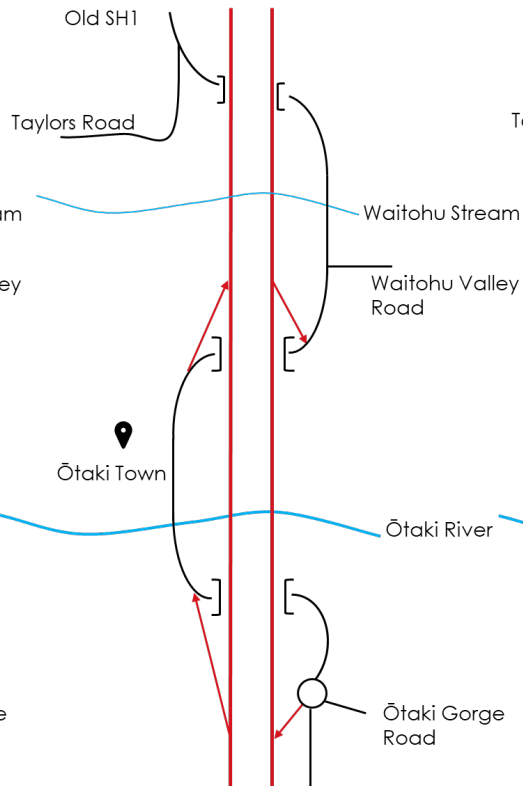 Old SH1
Taylors Road
Waitohu Stream
Waitohu Valley
Road
Ōtaki Town
Ōtaki River
Ōtaki Gorge
Road